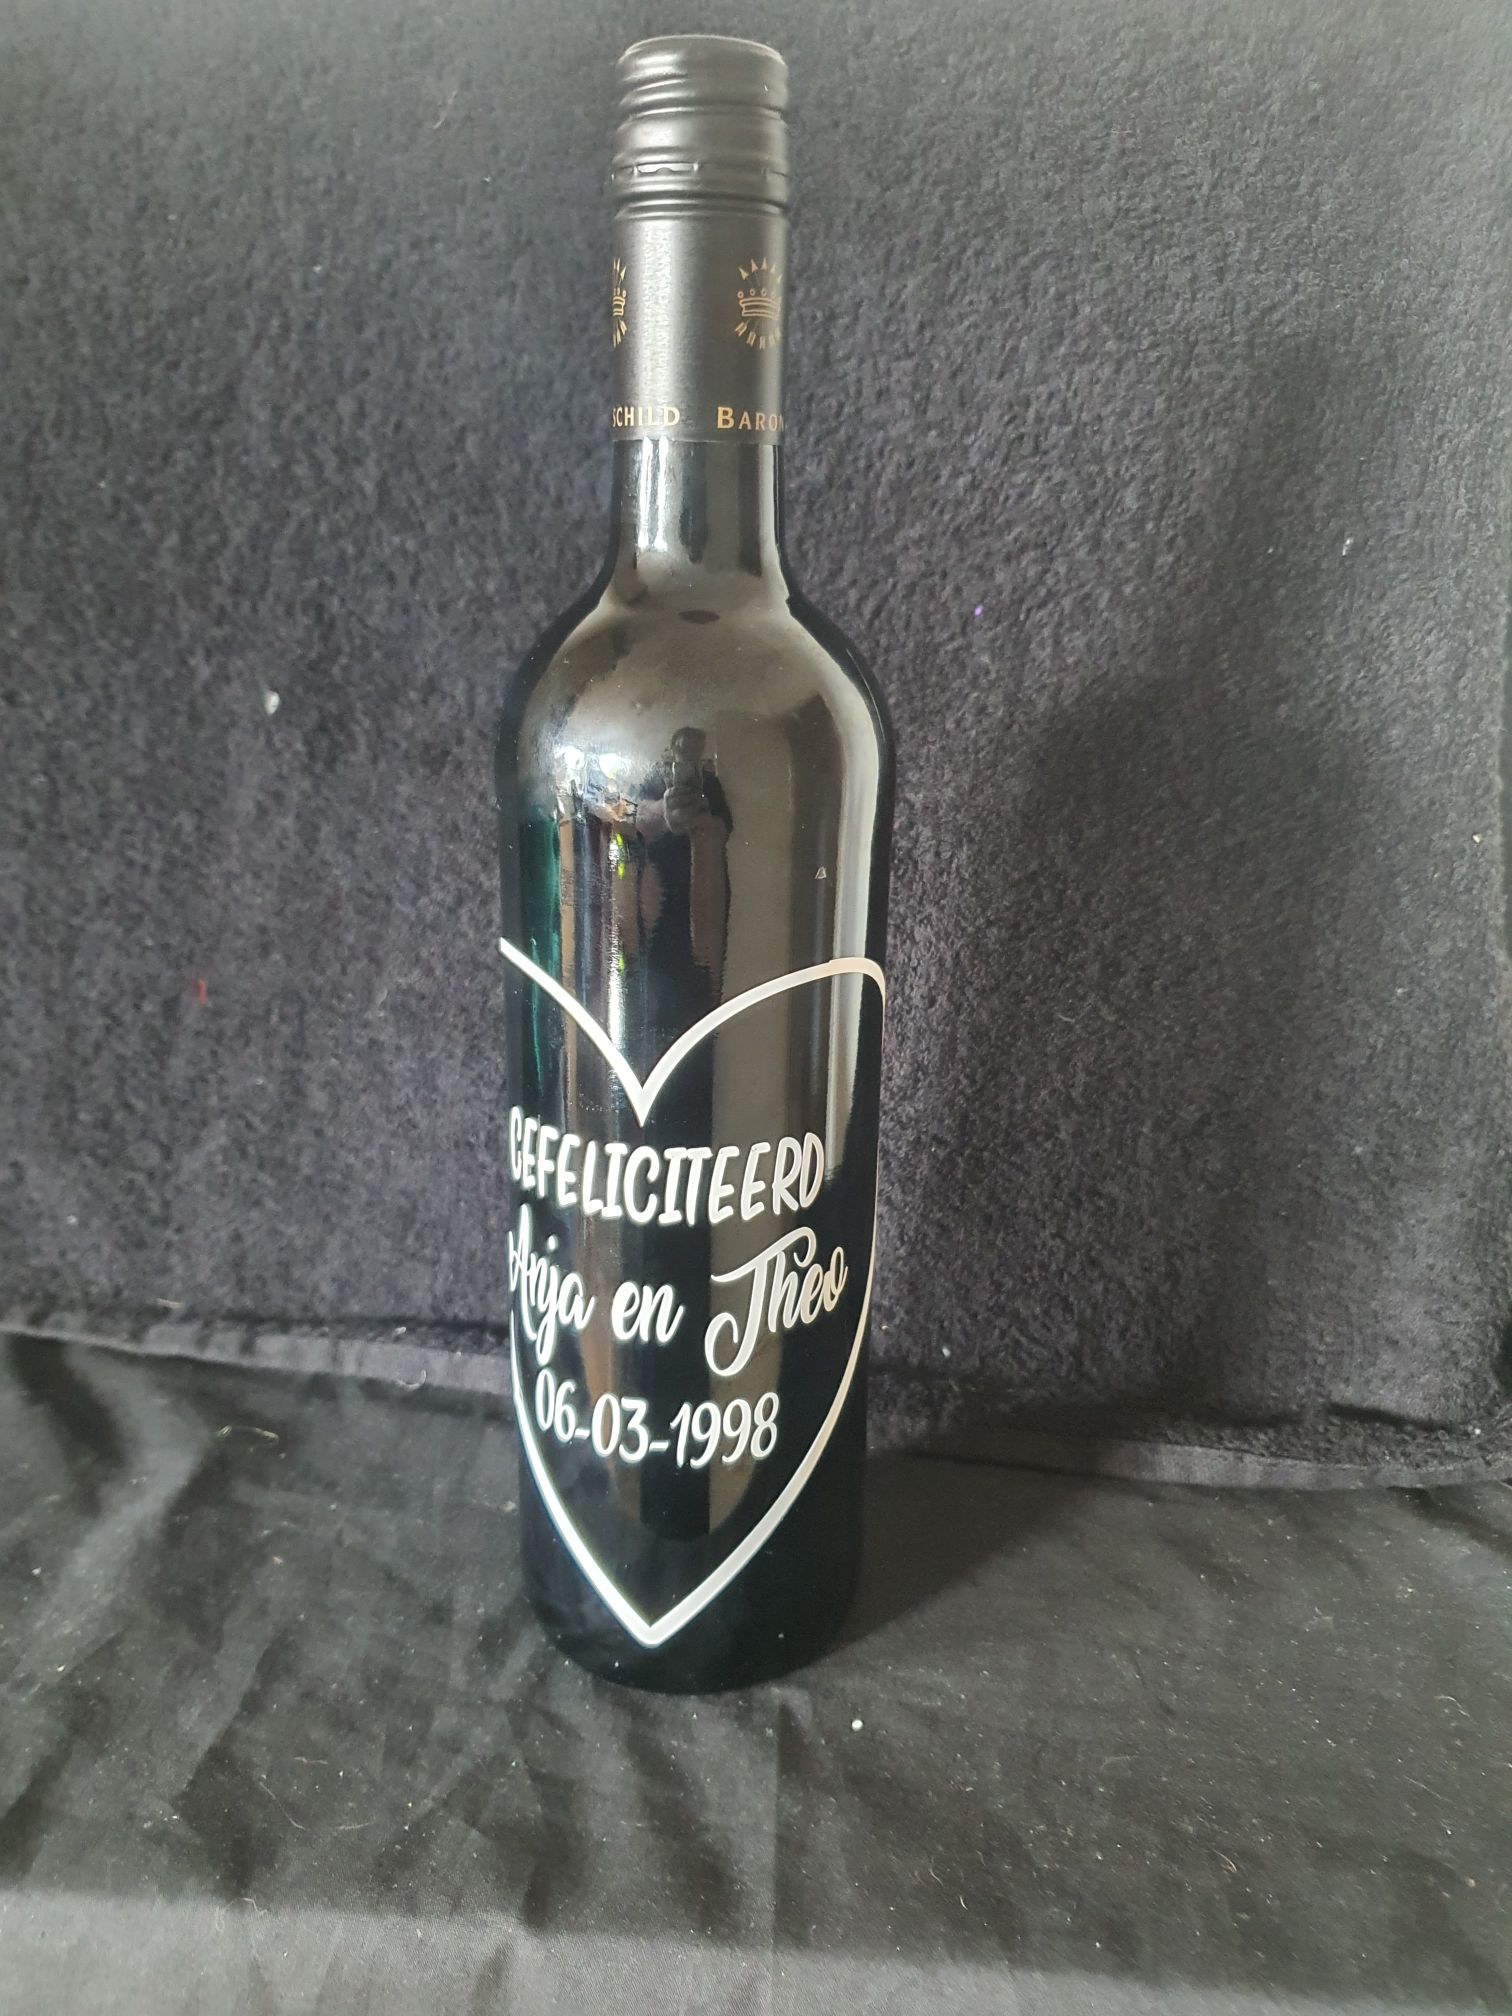 SCHILD BARON
GEFELICITEERD
Anja en Theo
06-03-1998